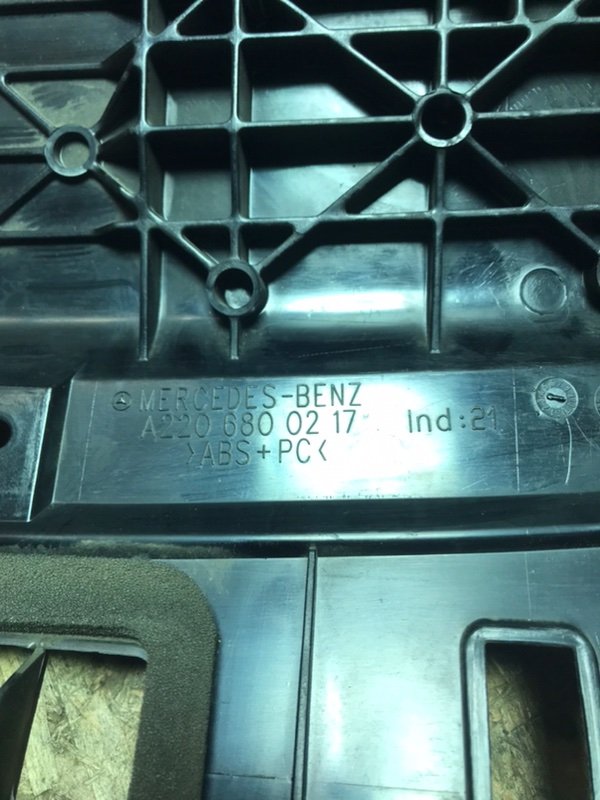 MERCEDES-BENZ
A220 680 02 17 Ind:21
>ABS+PC<